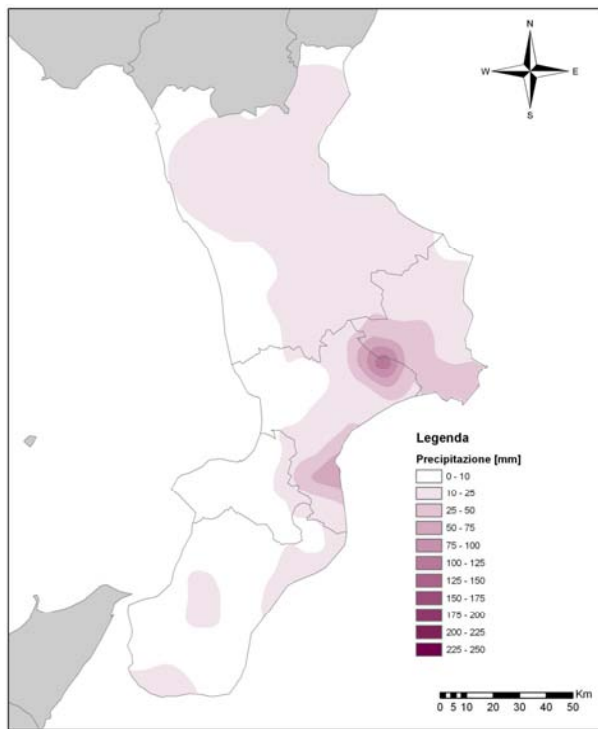 N
W E
S
Legenda
Precipitazione [mm]
0 - 10
10 - 25
25 - 50
50 - 75
75 - 100
100 - 125
125 - 150
150 - 175
175 - 200
200 - 225
225 - 250
Km
0 5 10 20 30 40 50